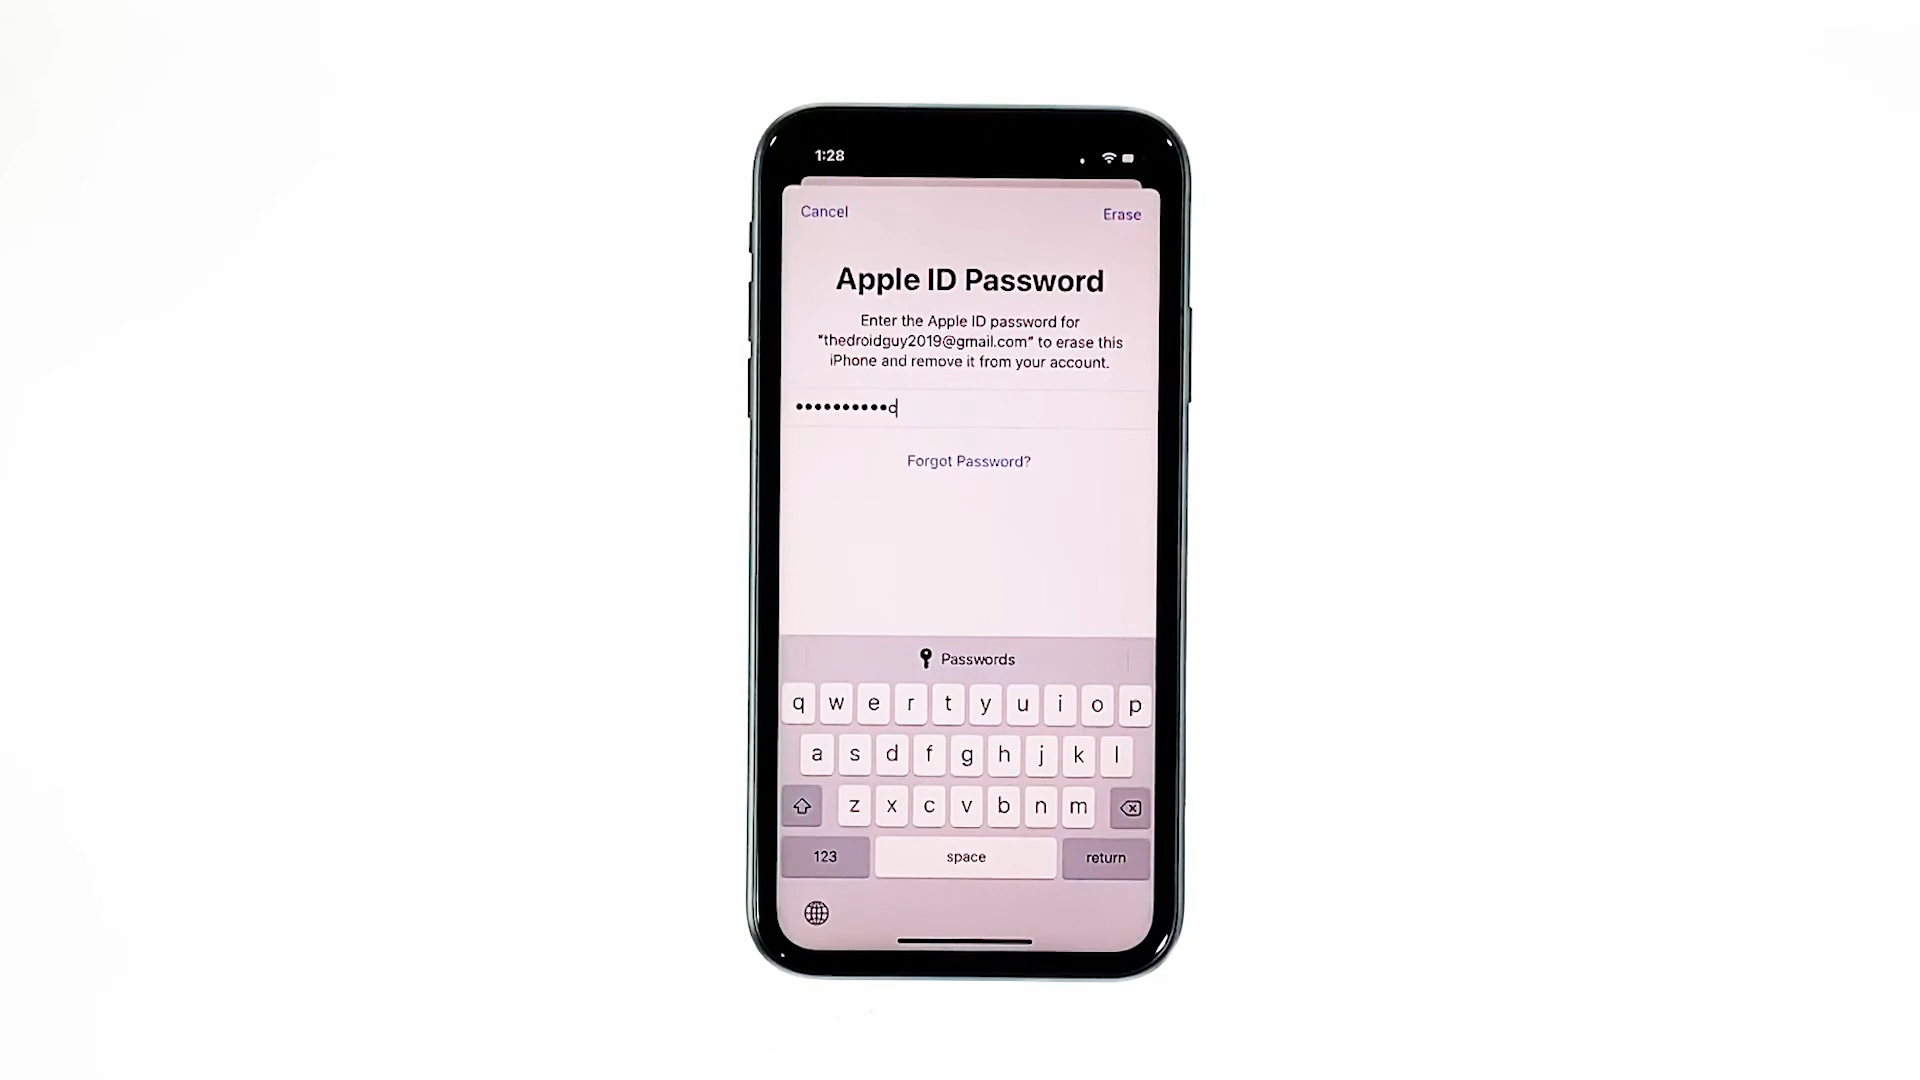 1:28
Cancel
Erase
Apple ID Password
Enter the Apple ID password for
"thedroidguy2019@gmail.com" to erase this
iPhone and remove it from your account.
••••••••••c
Forgot Password?
Passwords
q w e r t y u i o p
a s d f g h j k l
z x c v b n m
123 space return